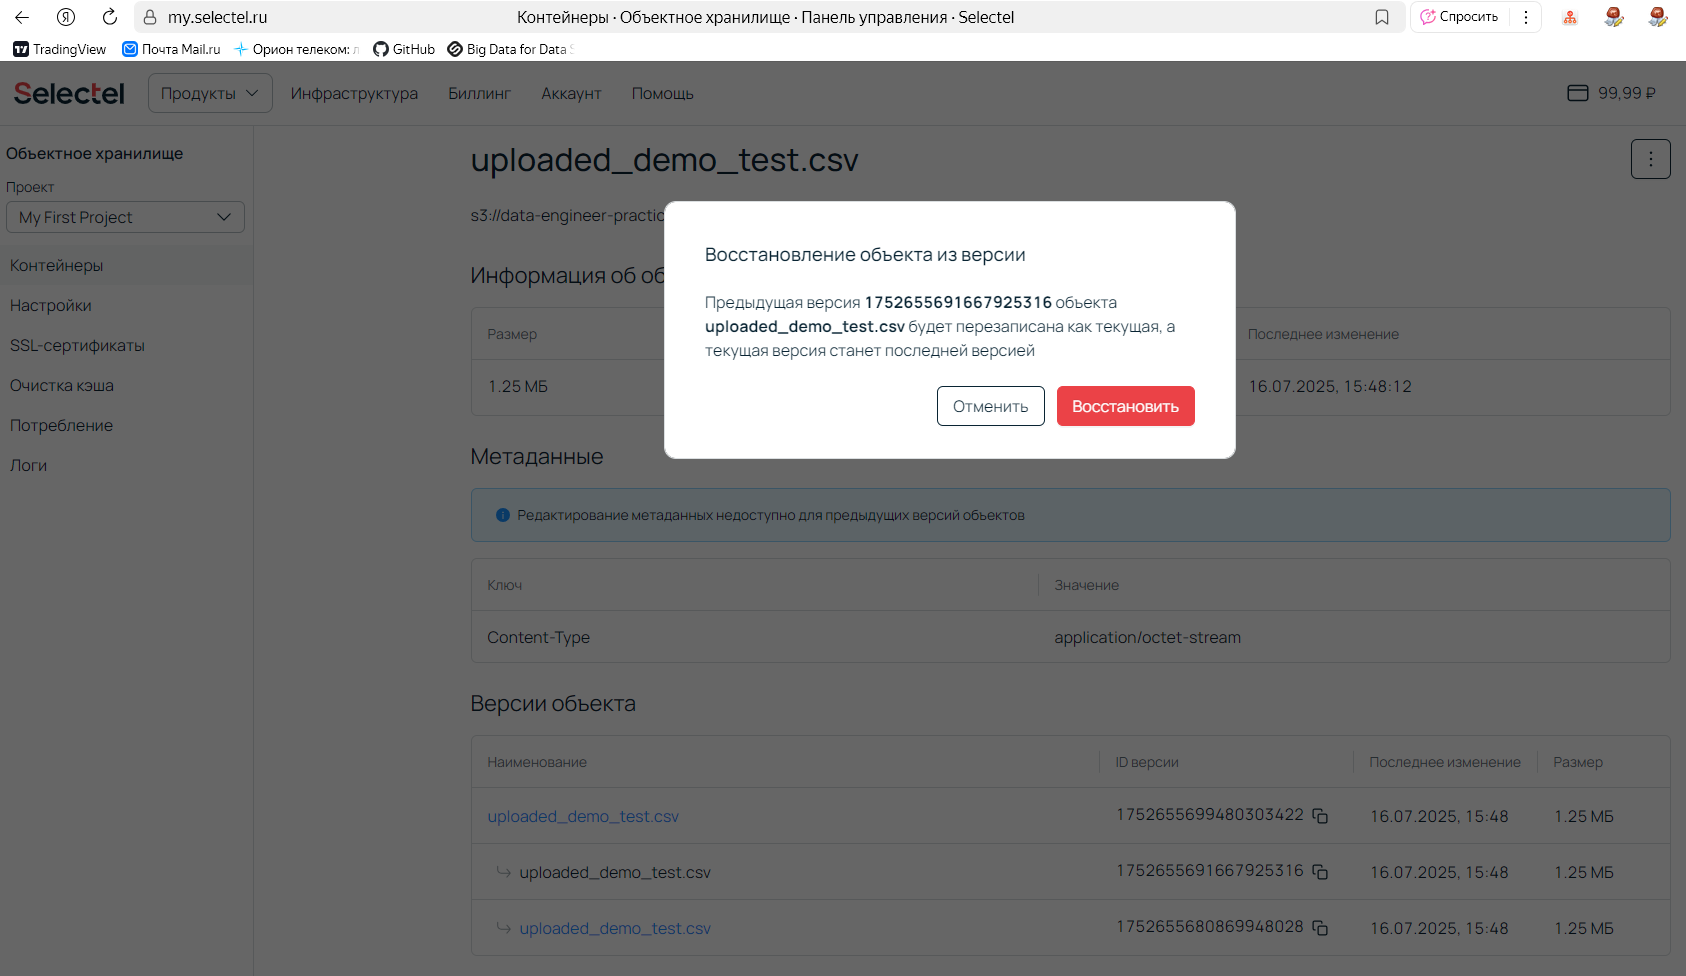 my.selectel.ru
Контейнеры · Объектное хранилище · Панель управления · Selectel
Спросить
TradingView
Почта Mail.ru
Орион телеком:
GitHub
Big Data for Data
Selectel
Продукты
Инфраструктура
Биллинг
Аккаунт
Помощь
99,99 ₽
Объектное хранилище
Проект
My First Project
Контейнеры
Настройки
SSL-сертификаты
Очистка кэша
Потребление
Логи
uploaded_demo_test.csv
s3://data-engineer-practic
Информация об об
Размер
Последнее изменение
1.25 МБ
16.07.2025, 15:48:12
Восстановление объекта из версии
Предыдущая версия 1752655691667925316 объекта
uploaded_demo_test.csv будет перезаписана как текущая, а
текущая версия станет последней версией
Отменить
Восстановить
Метаданные
Редактирование метаданных недоступно для предыдущих версий объектов
Ключ
Значение
Content-Type
application/octet-stream
Версии объекта
Наименование
ID версии
Последнее изменение
Размер
uploaded_demo_test.csv
1752655699480303422
16.07.2025, 15:48
1.25 МБ
uploaded_demo_test.csv
1752655691667925316
16.07.2025, 15:48
1.25 МБ
uploaded_demo_test.csv
1752655680869948028
16.07.2025, 15:48
1.25 МБ